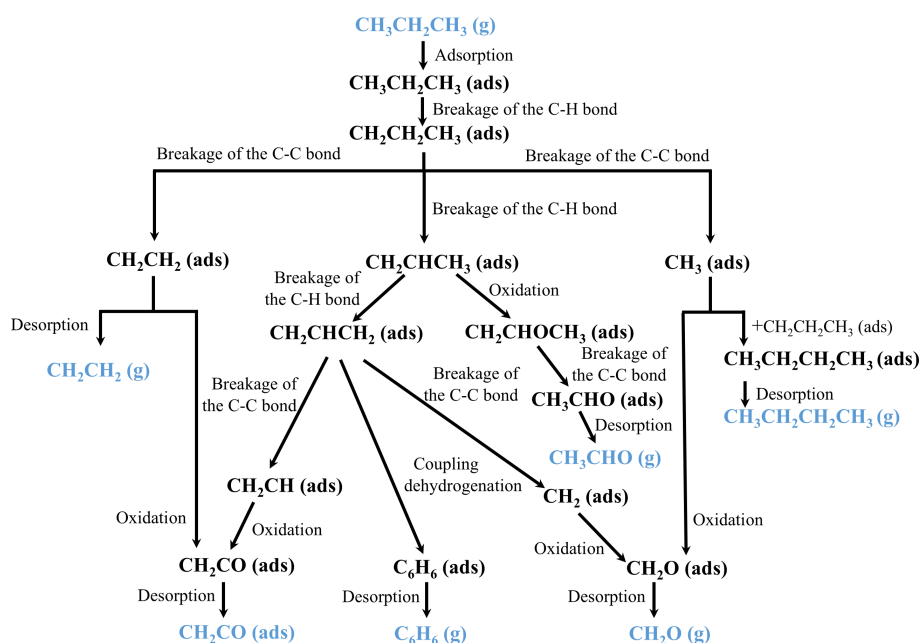 CH₃CH₂CH₃ (g)
Adsorption
CH₃CH₂CH₃ (ads)
Breakage of the C-H bond
CH₂CH₂CH₃ (ads)
Breakage of the C-C bond
Breakage of the C-C bond
Breakage of the C-H bond
CH₂CH₂ (ads)
CH₂CHCH₃ (ads)
CH₃ (ads)
Breakage of
the C-H bond
Oxidation
Desorption
CH₂CHCH₂ (ads)
CH₂CHOCH₃ (ads)
+CH₂CH₂CH₃ (ads)
CH₂CH₂ (g)
Breakage of
the C-C bond
Breakage of
the C-C bond
Breakage of
the C-C bond
CH₃CH₂CH₂CH₃ (ads)
CH₃CHO (ads)
Desorption
Desorption
CH₃CH₂CH₂CH₃ (g)
CH₃CHO (g)
Coupling
dehydrogenation
CH₂CH (ads)
CH₂ (ads)
Oxidation
Oxidation
Oxidation
Oxidation
CH₂CO (ads)
C₆H₆ (ads)
CH₂O (ads)
Desorption
Desorption
Desorption
CH₂CO (ads)
C₆H₆ (g)
CH₂O (g)